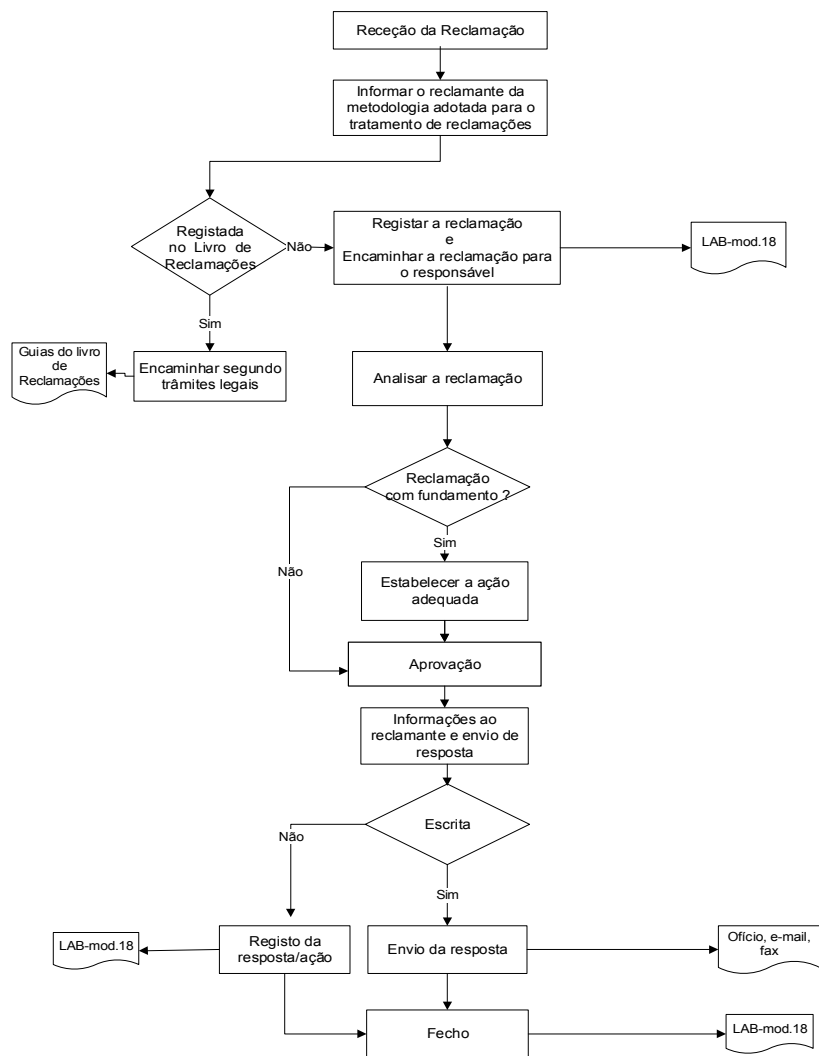 Receção da Reclamação
Informar o reclamante da
metodologia adotada para o
tratamento de reclamações
Registada
no Livro de
Reclamações
Não
Registar a reclamação
e
Encaminhar a reclamação para
o responsável
LAB-mod.18
Sim
Guias do livro
de
Reclamações
Encaminhar segundo
trâmites legais
Analisar a reclamação
Reclamação
com fundamento ?
Sim
Não
Estabelecer a ação
adequada
Aprovação
Informações ao
reclamante e envio de
resposta
Escrita
Não
Sim
LAB-mod.18
Registo da
resposta/ação
Envio da resposta
Ofício, e-mail,
fax
Fecho
LAB-mod.18